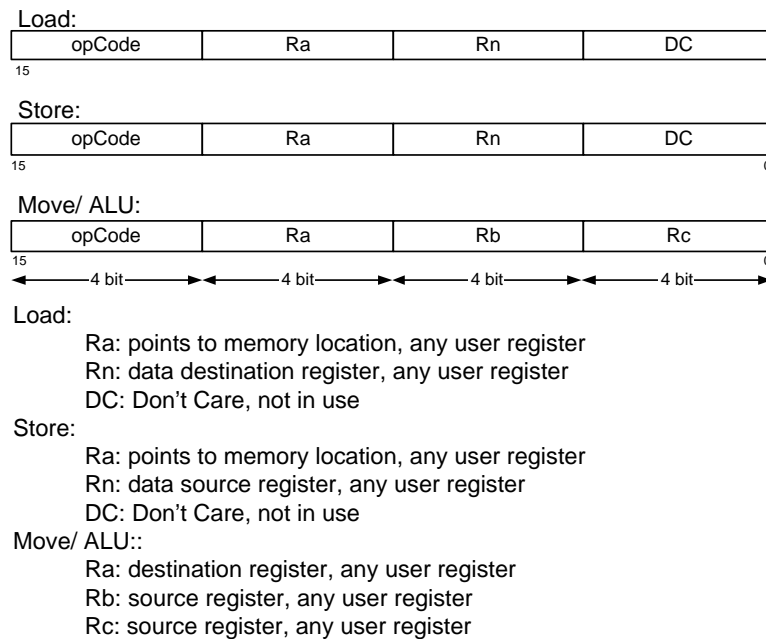 Load:
opCode Ra Rn DC
15
Store:
opCode Ra Rn DC
15 0
Move/ ALU:
opCode Ra Rb Rc
15 0
4 bit 4 bit 4 bit 4 bit
Load:
Ra: points to memory location, any user register
Rn: data destination register, any user register
DC: Don't Care, not in use
Store:
Ra: points to memory location, any user register
Rn: data source register, any user register
DC: Don't Care, not in use
Move/ ALU::
Ra: destination register, any user register
Rb: source register, any user register
Rc: source register, any user register